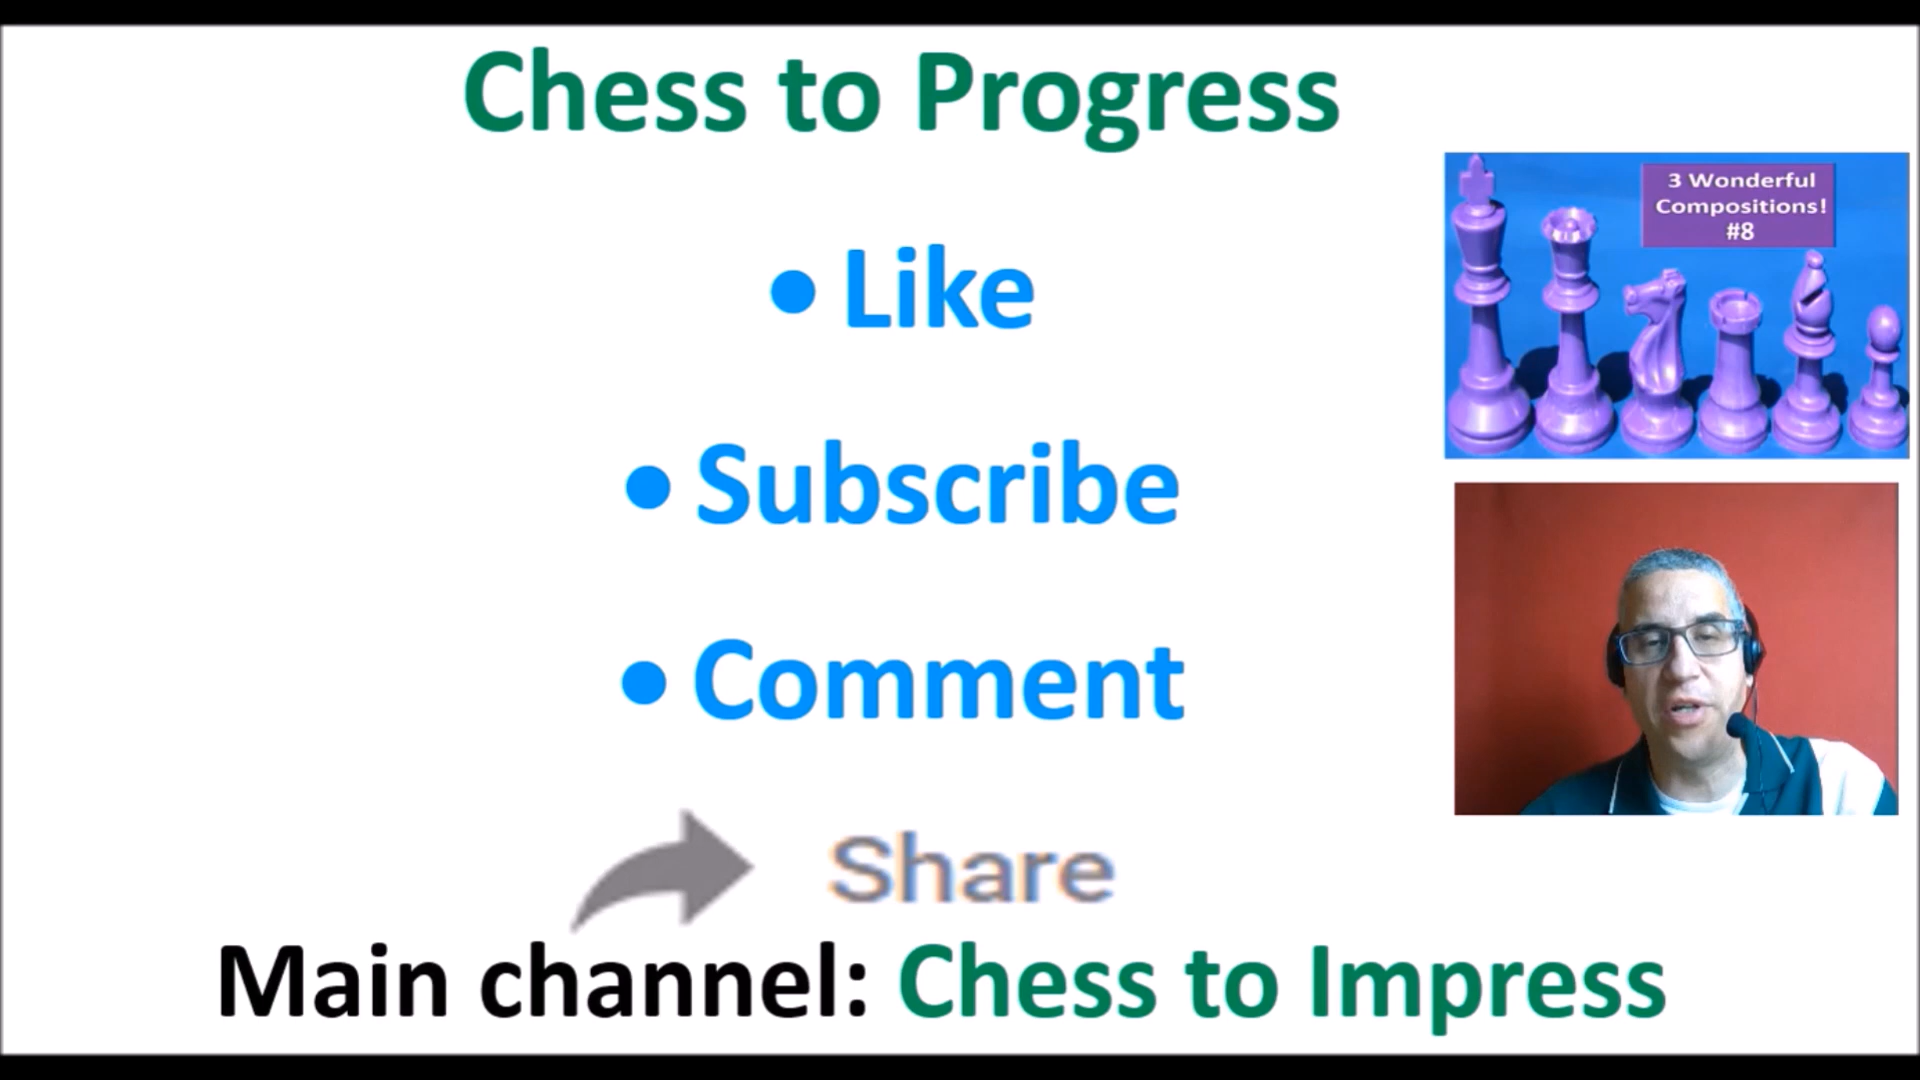 Chess to Progress
3 Wonderful
Compositions!
#8
• Like
• Subscribe
• Comment
Share
Main channel: Chess to Impress